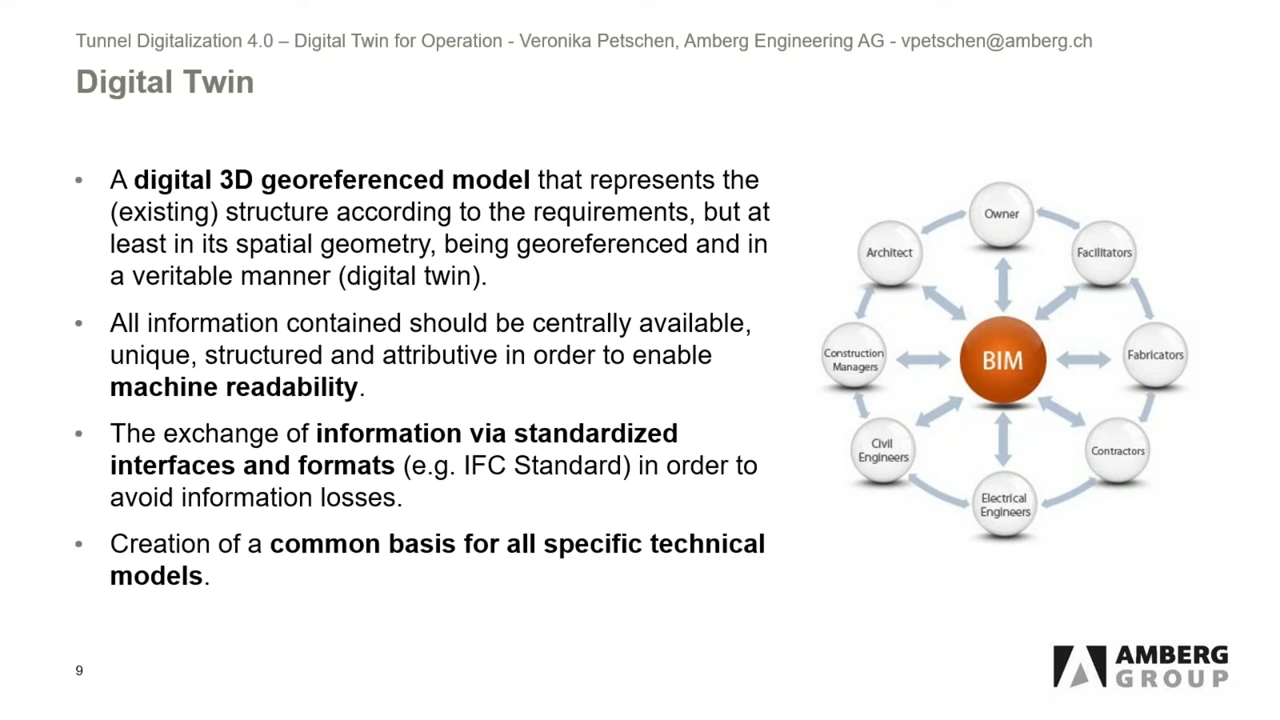 Tunnel Digitalization 4.0 – Digital Twin for Operation - Veronika Petschen, Amberg Engineering AG - vpetschen@amberg.ch
Digital Twin
• A digital 3D georeferenced model that represents the
(existing) structure according to the requirements, but at
least in its spatial geometry, being georeferenced and in
a veritable manner (digital twin).
• All information contained should be centrally available,
unique, structured and attributive in order to enable
machine readability.
• The exchange of information via standardized
interfaces and formats (e.g. IFC Standard) in order to
avoid information losses.
• Creation of a common basis for all specific technical
models.
Owner
Architect
Facilitators
Construction
Managers
BIM
Fabricators
Civil
Engineers
Contractors
Electrical
Engineers
9
AMBERG
GROUP